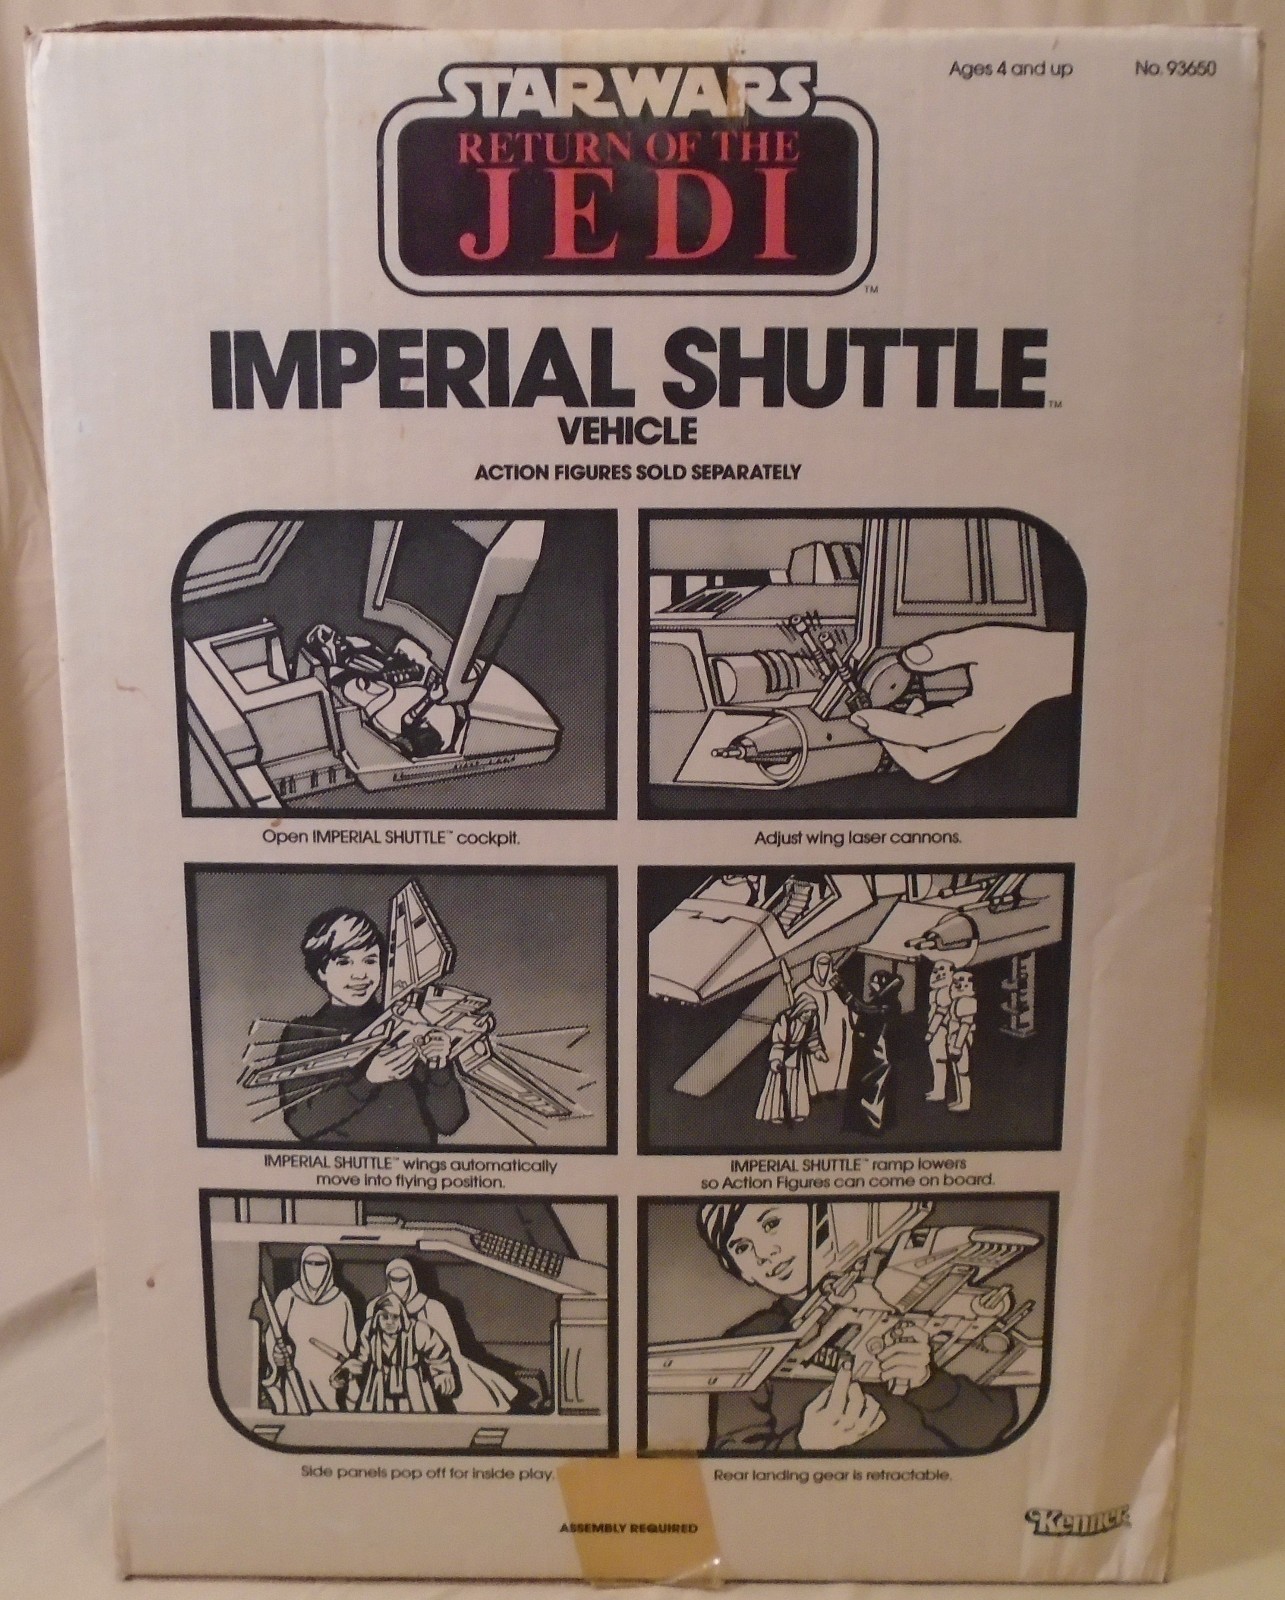 Ages 4 and up No. 93650
STAR WARS
RETURN OF THE
JEDI
TM
IMPERIAL SHUTTLE™
VEHICLE
ACTION FIGURES SOLD SEPARATELY
Open IMPERIAL SHUTTLE™ cockpit.
Adjust wing laser cannons.
IMPERIAL SHUTTLE™ wings automatically
move into flying position.
IMPERIAL SHUTTLE™ ramp lowers
so Action Figures can come on board.
Side panels pop off for inside play.
Rear landing gear is retractable.
ASSEMBLY REQUIRED
Kenner